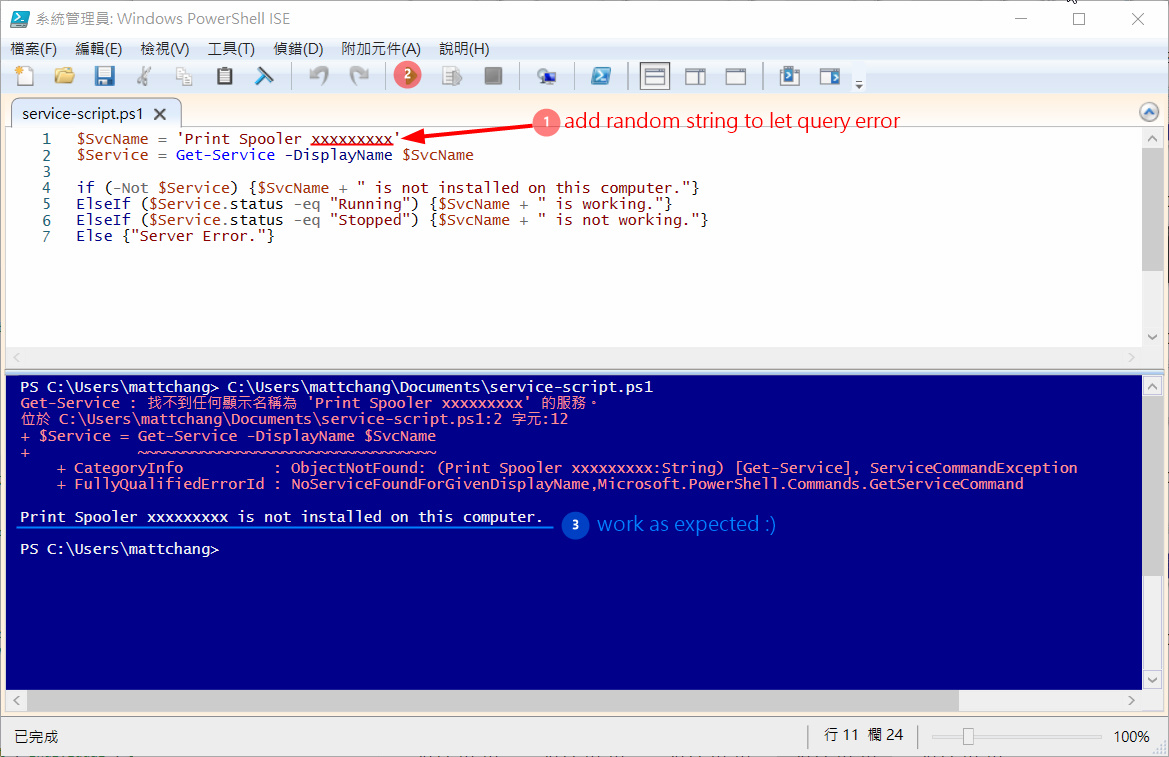 系統管理員: Windows PowerShell ISE
檔案(F) 編輯(E) 檢視(V) 工具(T) 偵錯(D) 附加元件(A) 說明(H)
2
service-script.ps1
1 add random string to let query error
1 $SvcName = 'Print Spooler xxxxxxxxx'
2 $Service = Get-Service -DisplayName $SvcName
3
4 if (-Not $Service) {$SvcName + " is not installed on this computer."}
5 ElseIf ($Service.status -eq "Running") {$SvcName + " is working."}
6 ElseIf ($Service.status -eq "Stopped") {$SvcName + " is not working."}
7 Else {"Server Error."}
PS C:\Users\mattchang> C:\Users\mattchang\Documents\service-script.ps1
Get-Service : 找不到任何顯示名稱為 'Print Spooler xxxxxxxxx' 的服務。
位於 C:\Users\mattchang\Documents\service-script.ps1:2 字元:12
+ $Service = Get-Service -DisplayName $SvcName
+            ~~~~~~~~~~~~~~~~~~~~~~~~~~~~~~~~~
    + CategoryInfo          : ObjectNotFound: (Print Spooler xxxxxxxxx:String) [Get-Service], ServiceCommandException
    + FullyQualifiedErrorId : NoServiceFoundForGivenDisplayName,Microsoft.PowerShell.Commands.GetServiceCommand
Print Spooler xxxxxxxxx is not installed on this computer.
3 work as expected :)
PS C:\Users\mattchang>
已完成
行 11 欄 24
100%